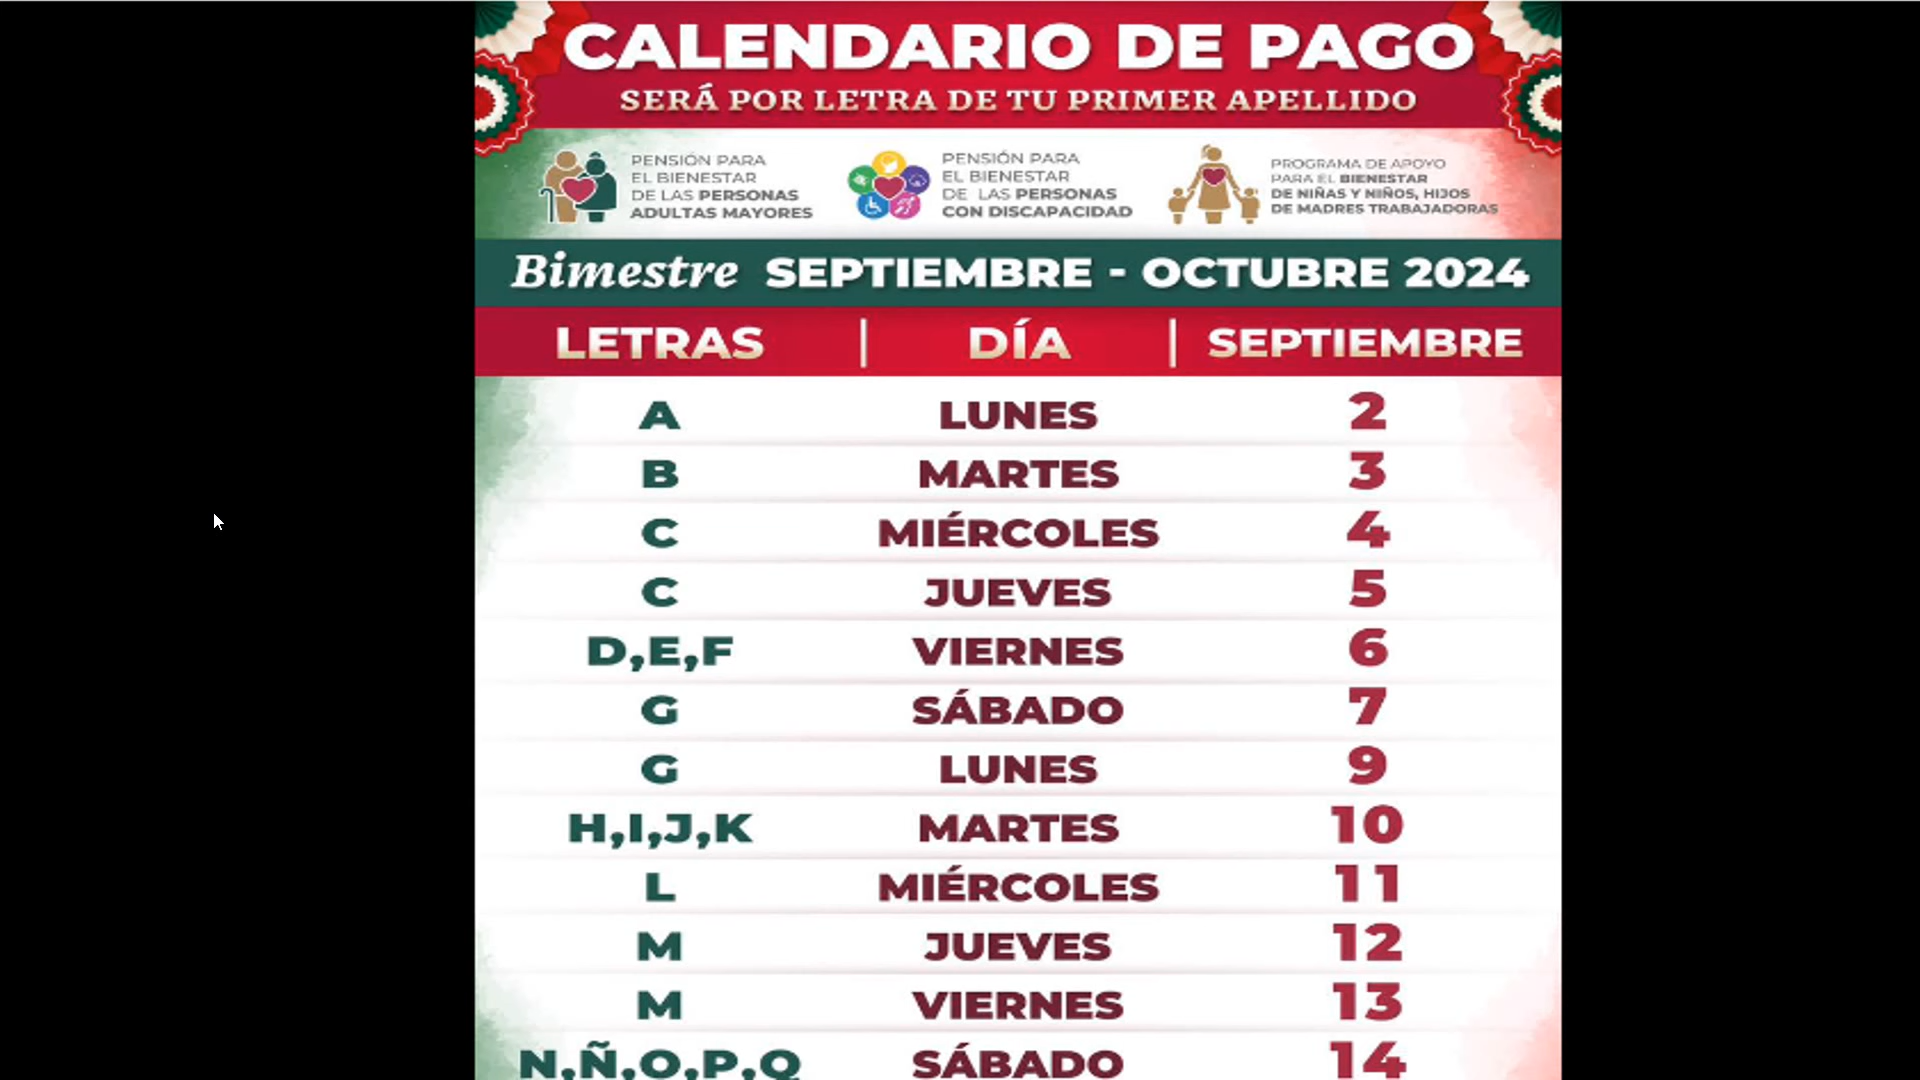 CALENDARIO DE PAGO
SERÁ POR LETRA DE TU PRIMER APELLIDO
PENSIÓN PARA
EL BIENESTAR
DE LAS PERSONAS
ADULTAS MAYORES
PENSIÓN PARA
EL BIENESTAR
DE LAS PERSONAS
CON DISCAPACIDAD
PROGRAMA DE APOYO
PARA EL BIENESTAR
DE NIÑAS Y NIÑOS, HIJOS
DE MADRES TRABAJADORAS
Bimestre SEPTIEMBRE - OCTUBRE 2024
LETRAS | DÍA | SEPTIEMBRE
A LUNES 2
B MARTES 3
C MIÉRCOLES 4
C JUEVES 5
D,E,F VIERNES 6
G SÁBADO 7
G LUNES 9
H,I,J,K MARTES 10
L MIÉRCOLES 11
M JUEVES 12
M VIERNES 13
N,Ñ,O,P,Q SÁBADO 14